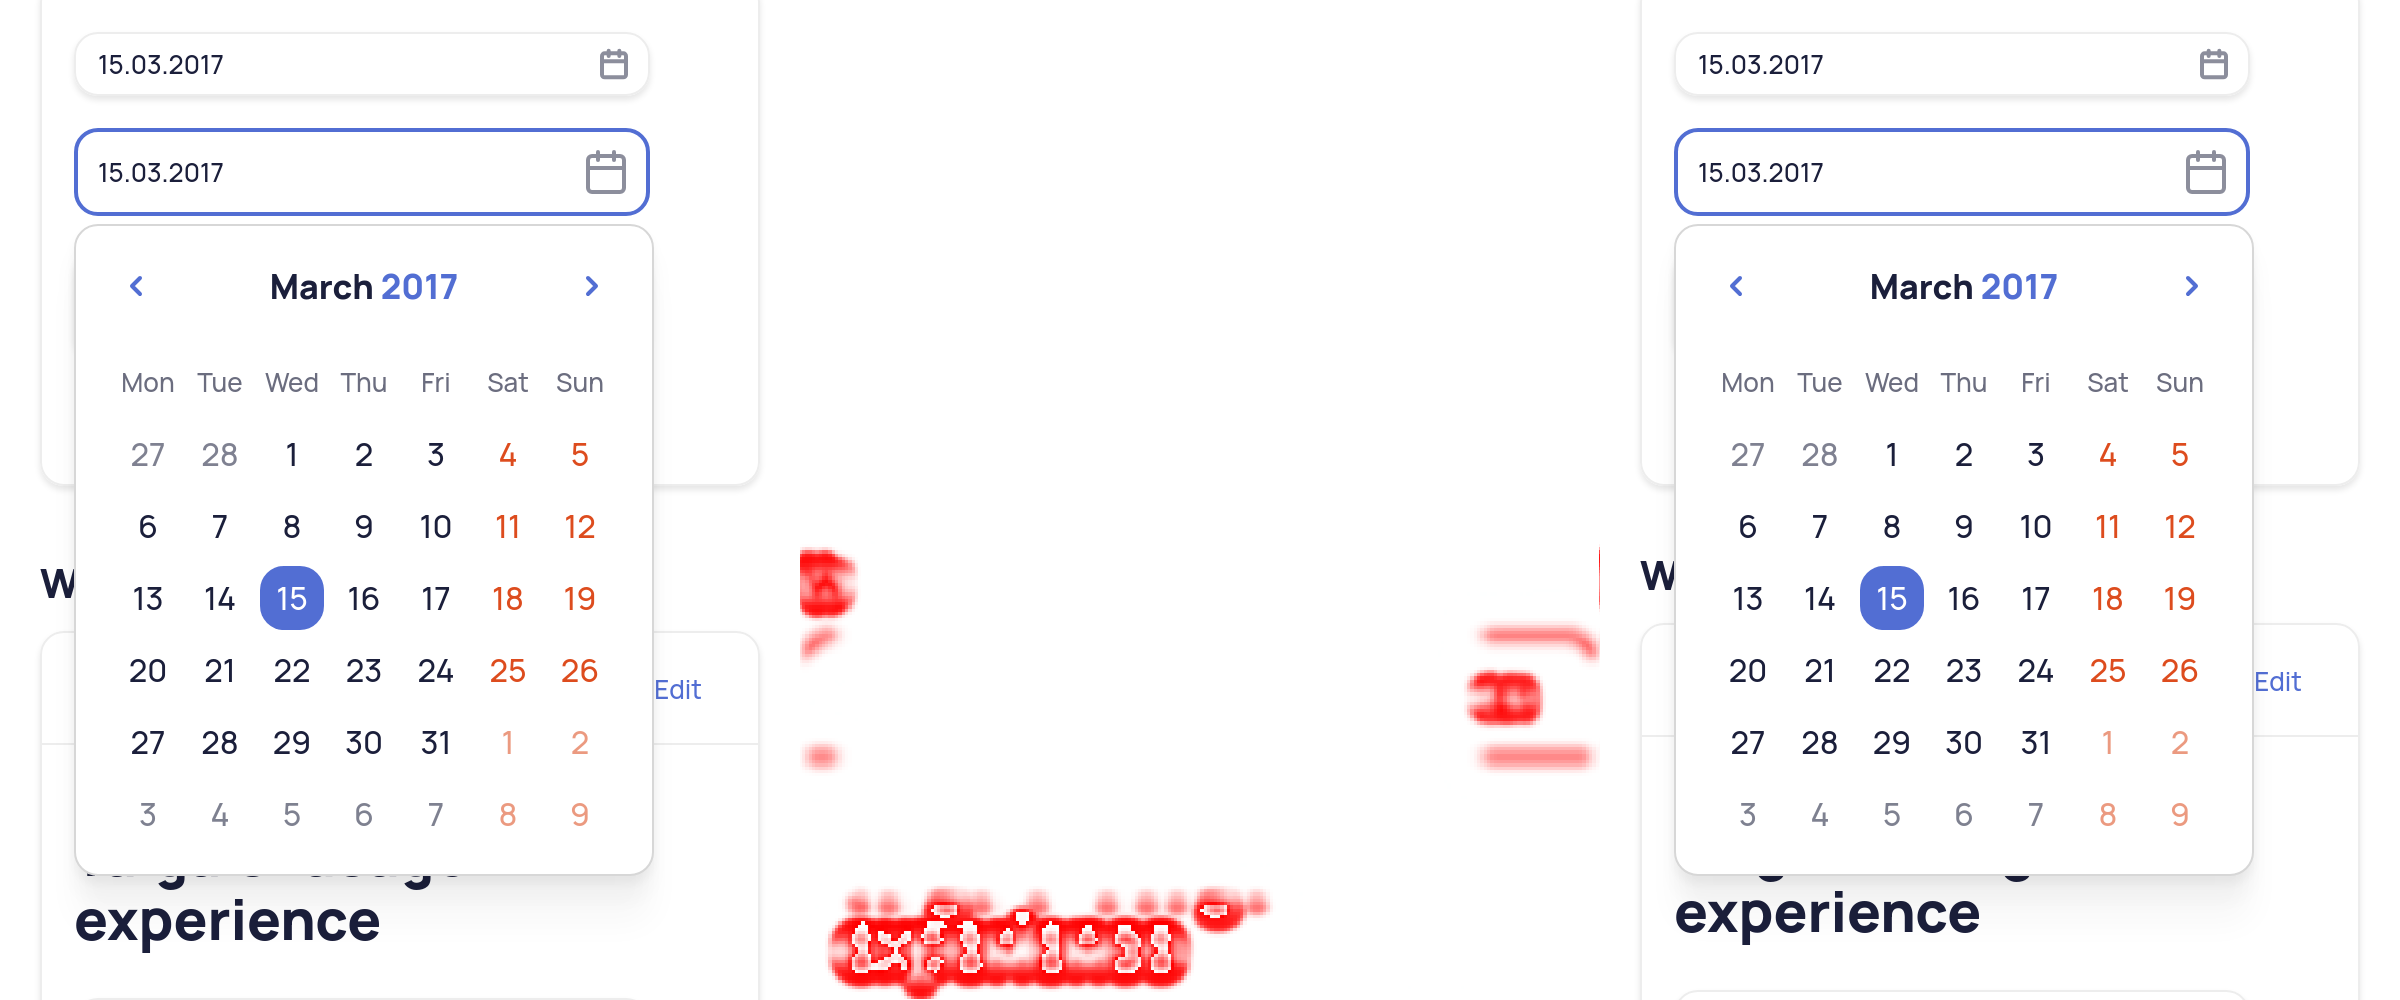 15.03.2017
15.03.2017
March 2017
Mon Tue Wed Thu Fri Sat Sun
27 28 1 2 3 4 5
6 7 8 9 10 11 12
13 14 15 16 17 18 19
20 21 22 23 24 25 26
27 28 29 30 31 1 2
3 4 5 6 7 8 9
Edit
experience
15.03.2017
15.03.2017
March 2017
Mon Tue Wed Thu Fri Sat Sun
27 28 1 2 3 4 5
6 7 8 9 10 11 12
13 14 15 16 17 18 19
20 21 22 23 24 25 26
27 28 29 30 31 1 2
3 4 5 6 7 8 9
Edit
experience